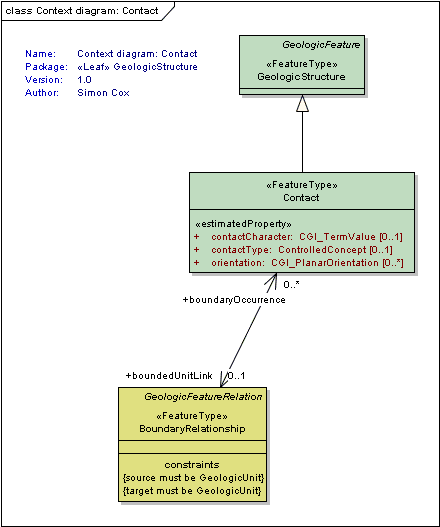 class Context diagram: Contact
Name: Context diagram: Contact
Package: «Leaf» GeologicStructure
Version: 1.0
Author: Simon Cox
GeologicFeature
«FeatureType»
GeologicStructure
«FeatureType»
Contact
«estimatedProperty»
+ contactCharacter: CGI_TermValue [0..1]
+ contactType: ControlledConcept [0..1]
+ orientation: CGI_PlanarOrientation [0..*]
0..*
+boundaryOccurrence
+boundedUnitLink 0..1
GeologicFeatureRelation
«FeatureType»
BoundaryRelationship
constraints
{source must be GeologicUnit}
{target must be GeologicUnit}